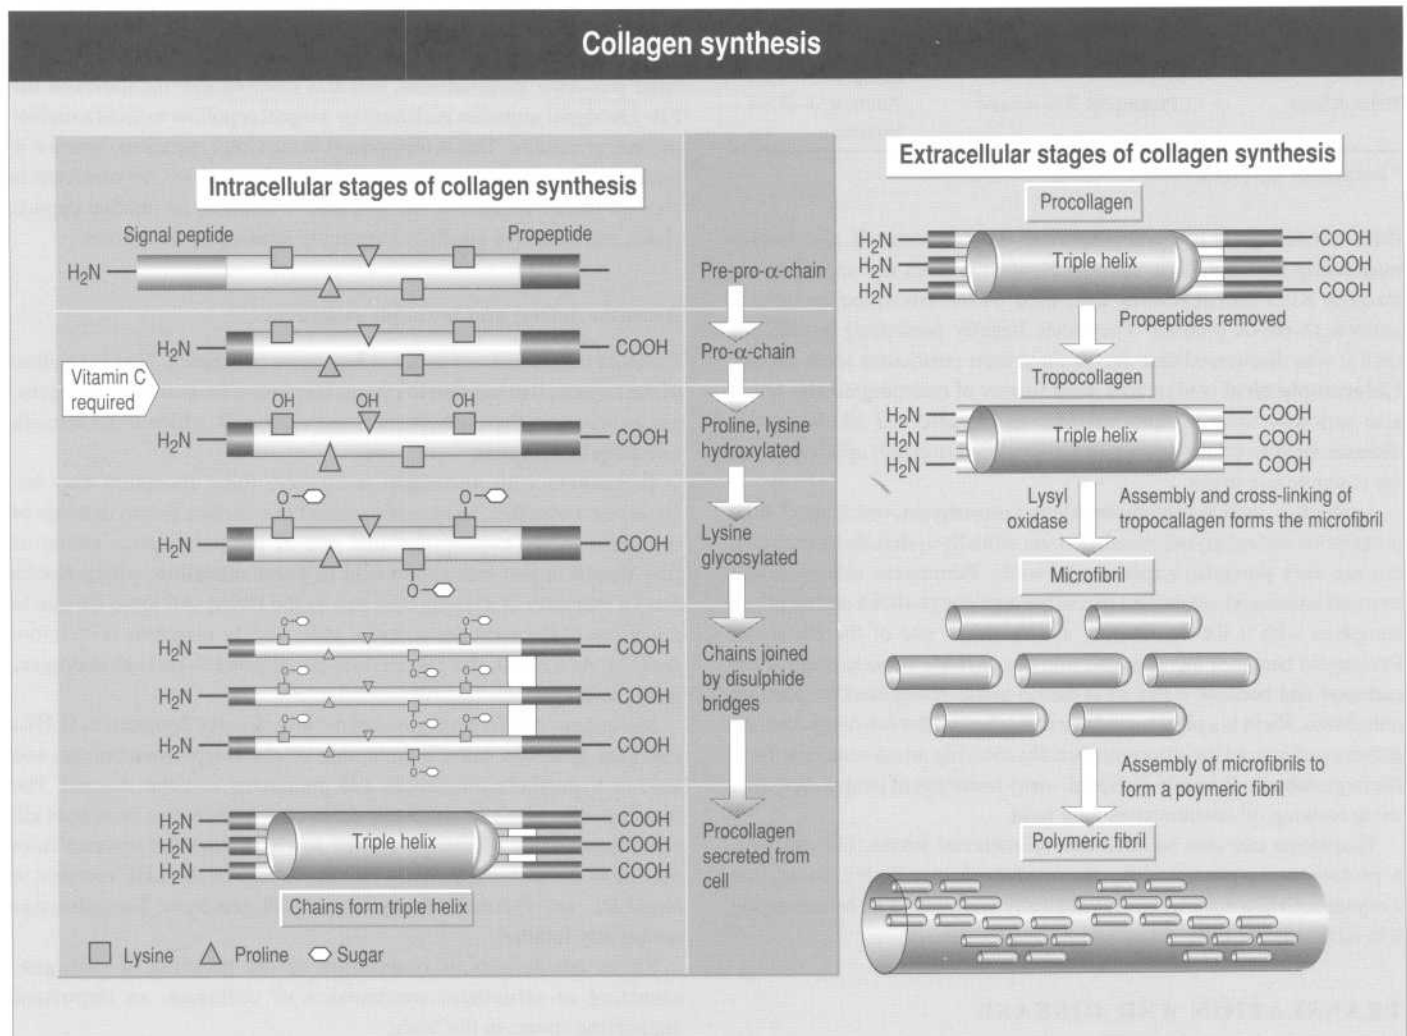 Collagen synthesis
Intracellular stages of collagen synthesis
Signal peptide
Propeptide
H₂N
Pre-pro-α-chain
H₂N
COOH
Pro-α-chain
Vitamin C
required
OH
OH
OH
H₂N
COOH
Proline, lysine
hydroxylated
O
O
H₂N
COOH
O
Lysine
glycosylated
O
O
H₂N
COOH
O
O
O
H₂N
COOH
O
O
O
H₂N
COOH
O
Chains joined
by disulphide
bridges
H₂N
COOH
H₂N
Triple helix
COOH
H₂N
COOH
Procollagen
secreted from
cell
Chains form triple helix
Lysine
Proline
Sugar
Extracellular stages of collagen synthesis
Procollagen
H₂N
COOH
H₂N
Triple helix
COOH
H₂N
COOH
Propeptides removed
Tropocollagen
H₂N
COOH
H₂N
Triple helix
COOH
H₂N
COOH
Lysyl
oxidase
Assembly and cross-linking of
tropocollagen forms the microfibril
Microfibril
Assembly of microfibrils to
form a poymeric fibril
Polymeric fibril